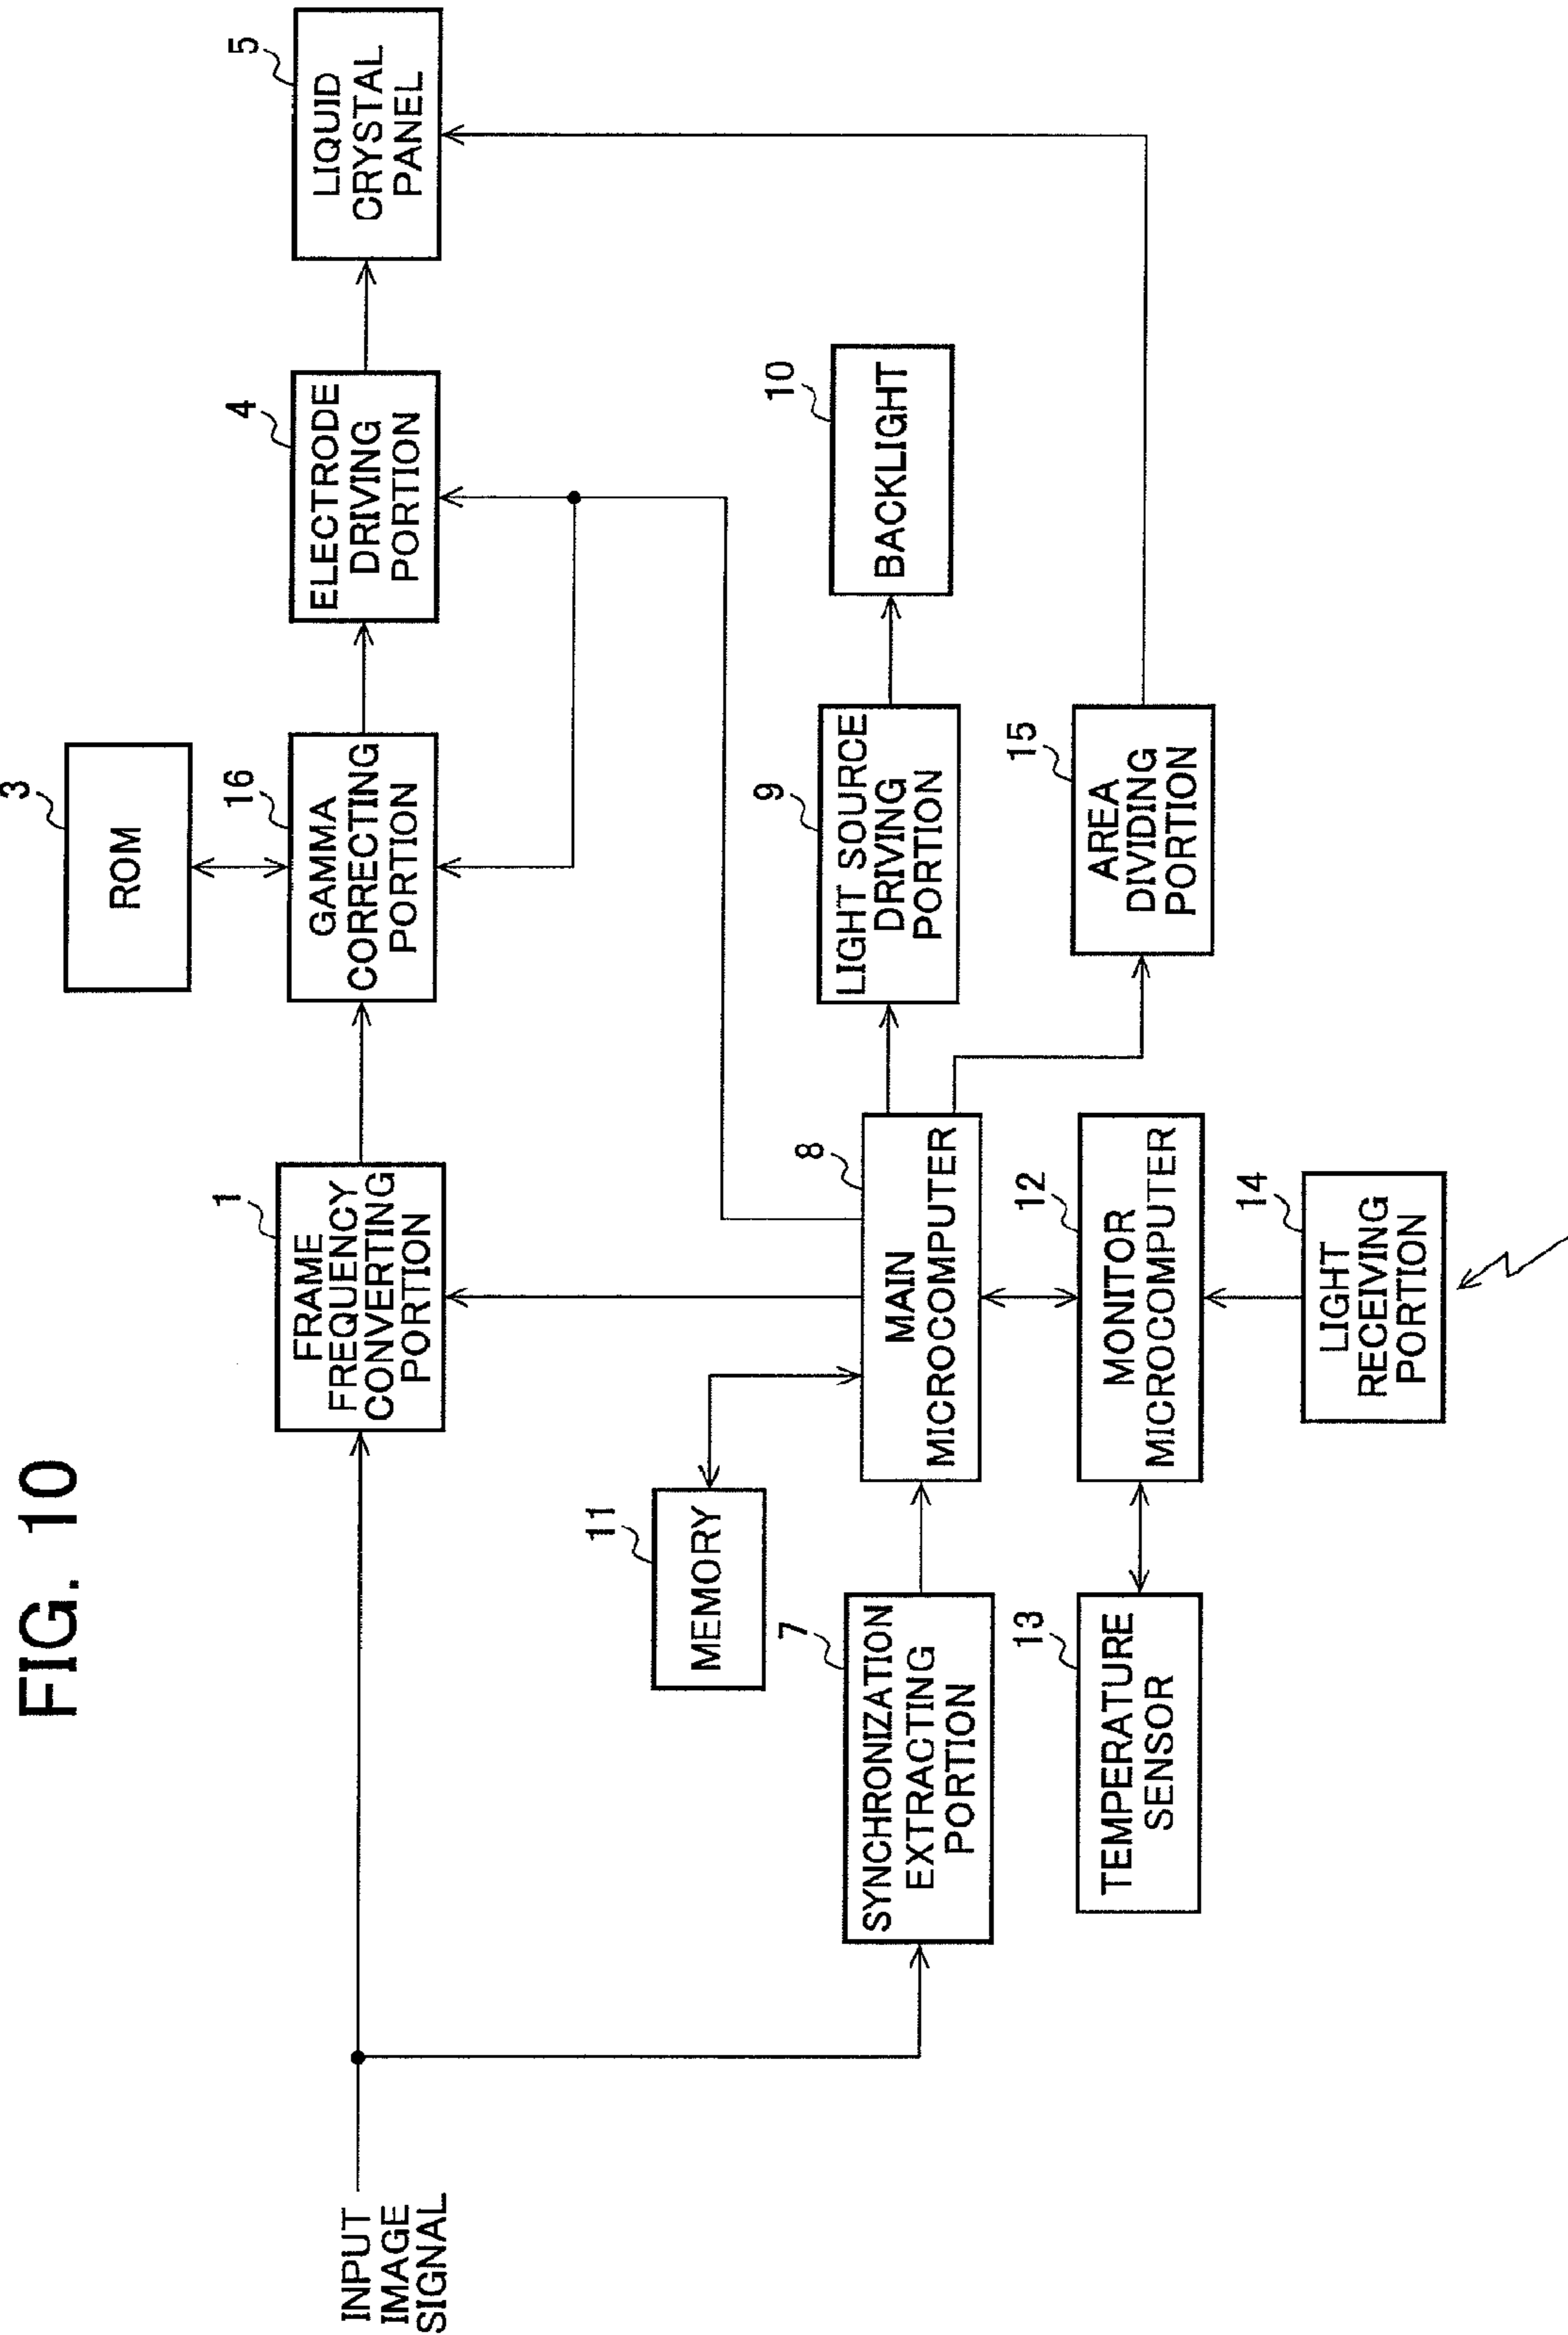 FIG. 10
INPUT
IMAGE
SIGNAL
1
FRAME
FREQUENCY
CONVERTING
PORTION
3
ROM
16
GAMMA
CORRECTING
PORTION
4
ELECTRODE
DRIVING
PORTION
5
LIQUID
CRYSTAL
PANEL
11
MEMORY
7
SYNCHRONIZATION
EXTRACTING
PORTION
8
MAIN
MICROCOMPUTER
9
LIGHT SOURCE
DRIVING
PORTION
10
BACKLIGHT
13
TEMPERATURE
SENSOR
12
MONITOR
MICROCOMPUTER
15
AREA
DIVIDING
PORTION
14
LIGHT
RECEIVING
PORTION